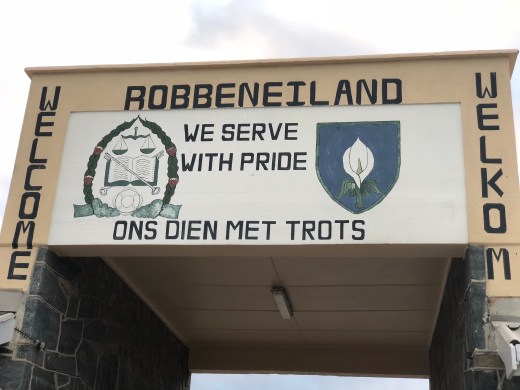 ROBBENEILAND
WELCOME
WE SERVE
WITH PRIDE
ONS DIEN MET TROTS
WELKOM